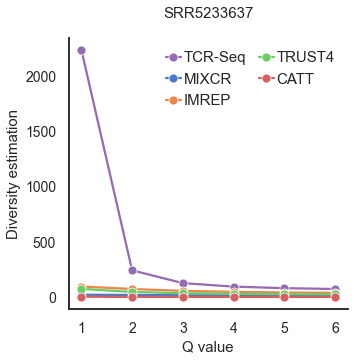 SRR5233637
TCR-Seq
TRUST4
MIXCR
CATT
IMREP
Diversity estimation
2000
1500
1000
500
0
1 2 3 4 5 6
Q value